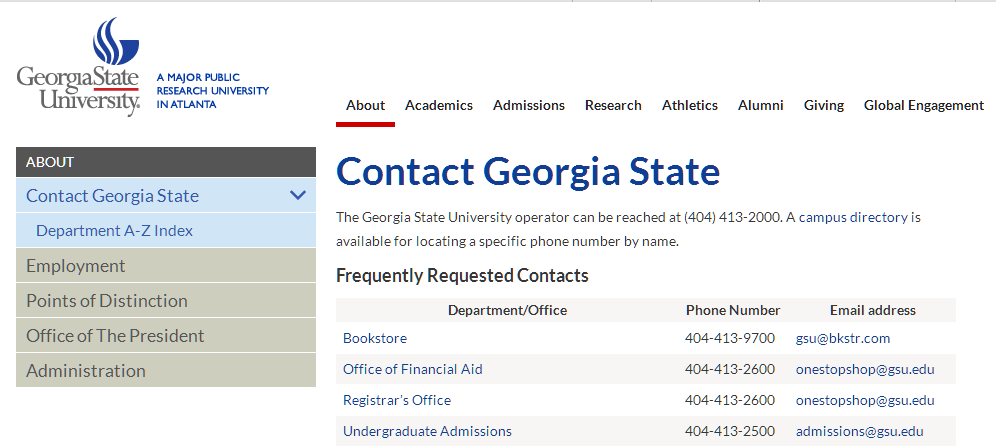 GeorgiaState
University.
A MAJOR PUBLIC
RESEARCH UNIVERSITY
IN ATLANTA
About Academics Admissions Research Athletics Alumni Giving Global Engagement
ABOUT
Contact Georgia State
Department A-Z Index
Employment
Points of Distinction
Office of The President
Administration
Contact Georgia State
The Georgia State University operator can be reached at (404) 413-2000. A campus directory is
available for locating a specific phone number by name.
Frequently Requested Contacts
Department/Office Phone Number Email address
Bookstore 404-413-9700 gsu@bkstr.com
Office of Financial Aid 404-413-2600 onestopshop@gsu.edu
Registrar's Office 404-413-2600 onestopshop@gsu.edu
Undergraduate Admissions 404-413-2500 admissions@gsu.edu